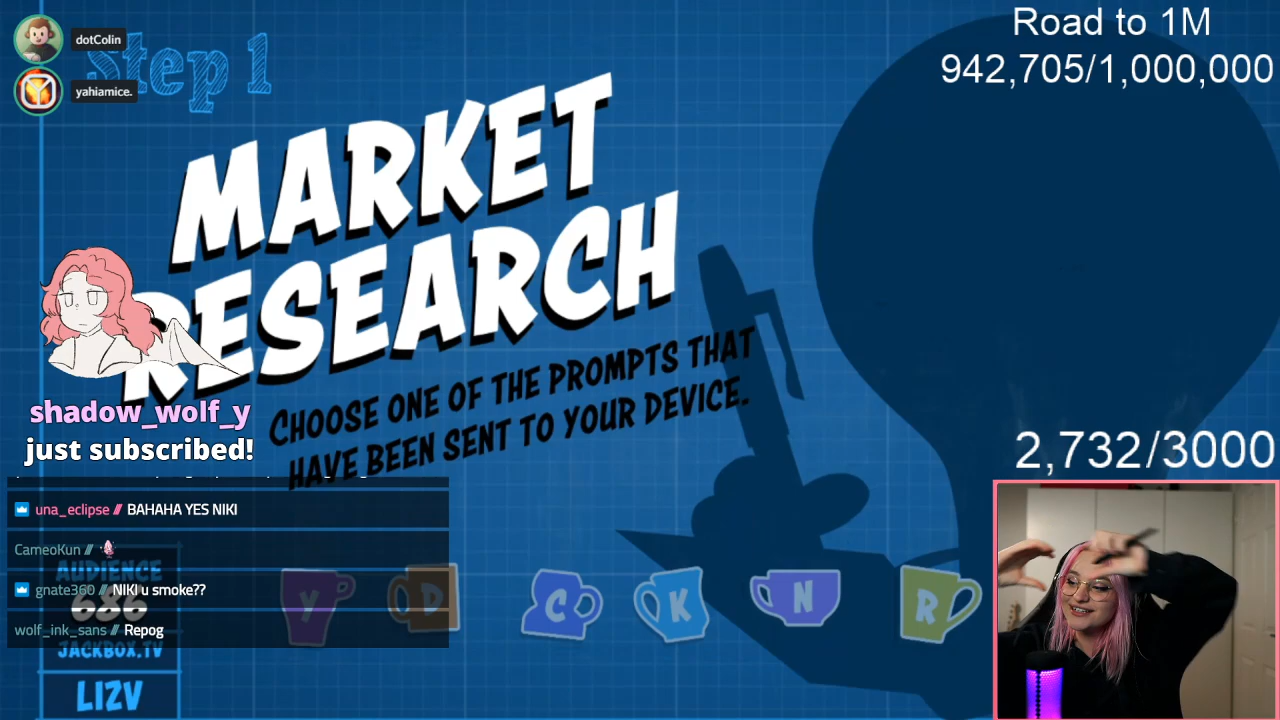 dotColin
yahiamice.
Step 1
Road to 1M
942,705/1,000,000
MARKET
RESEARCH
CHOOSE ONE OF THE PROMPTS THAT
HAVE BEEN SENT TO YOUR DEVICE.
shadow_wolf_y
just subscribed!
2,732/3000
una_eclipse // BAHAHA YES NIKI
CameoKun //
AUDIENCE
gnate360 // NIKI u smoke??
686
wolf_ink_sans // Repog
JACKBOX.TV
LIZV
Y D C K N R